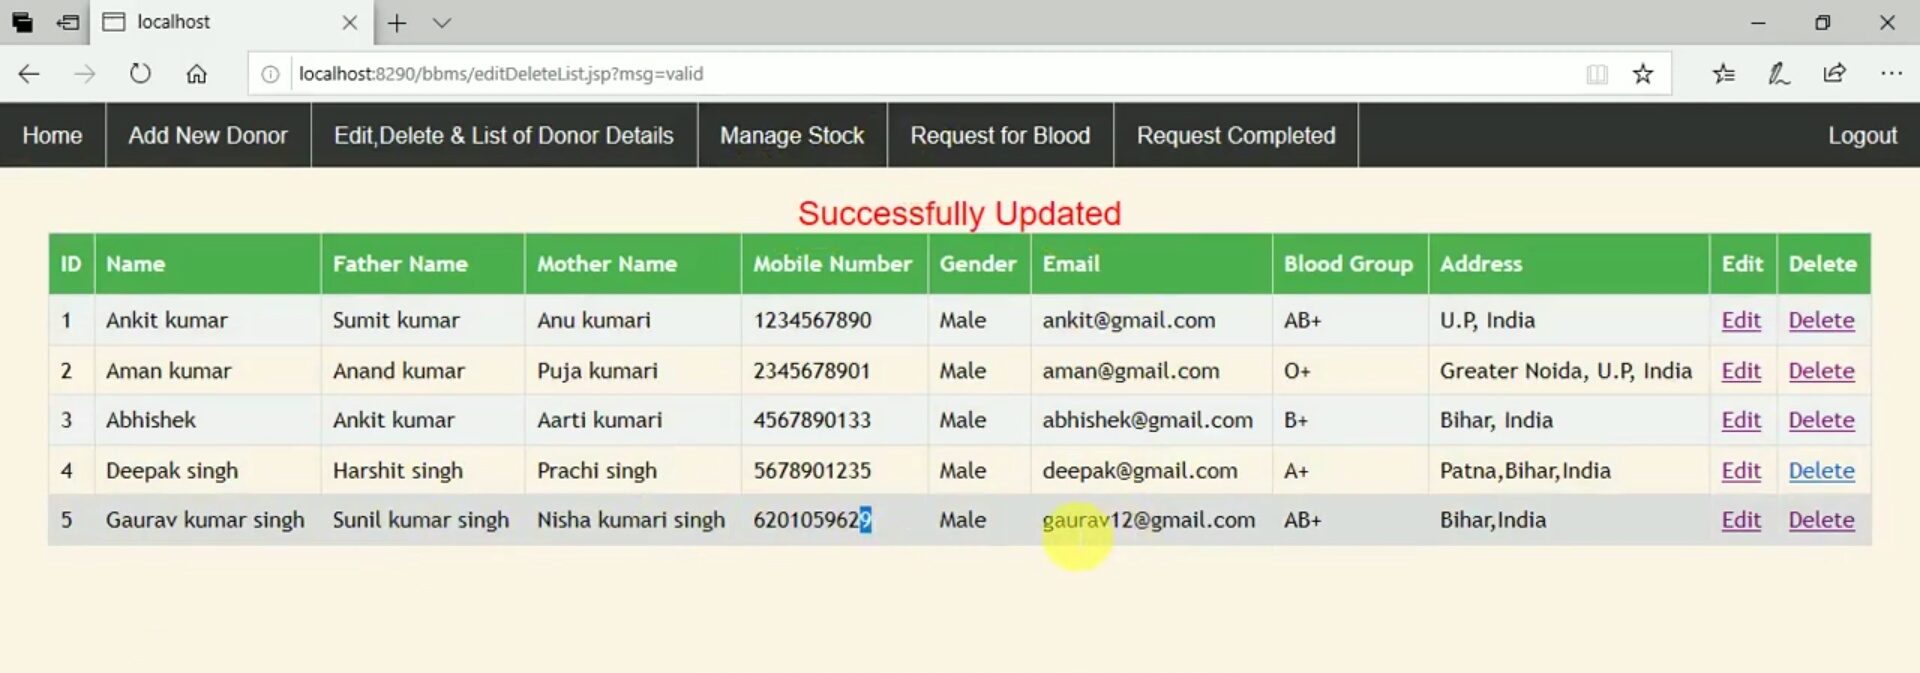 localhost
localhost:8290/bbms/editDeleteList.jsp?msg=valid
Home Add New Donor Edit,Delete & List of Donor Details Manage Stock Request for Blood Request Completed Logout
Successfully Updated
ID Name Father Name Mother Name Mobile Number Gender Email Blood Group Address Edit Delete
1 Ankit kumar Sumit kumar Anu kumari 1234567890 Male ankit@gmail.com AB+ U.P, India Edit Delete
2 Aman kumar Anand kumar Puja kumari 2345678901 Male aman@gmail.com O+ Greater Noida, U.P, India Edit Delete
3 Abhishek Ankit kumar Aarti kumari 4567890133 Male abhishek@gmail.com B+ Bihar, India Edit Delete
4 Deepak singh Harshit singh Prachi singh 5678901235 Male deepak@gmail.com A+ Patna,Bihar,India Edit Delete
5 Gaurav kumar singh Sunil kumar singh Nisha kumari singh 6201059629 Male gaurav12@gmail.com AB+ Bihar,India Edit Delete